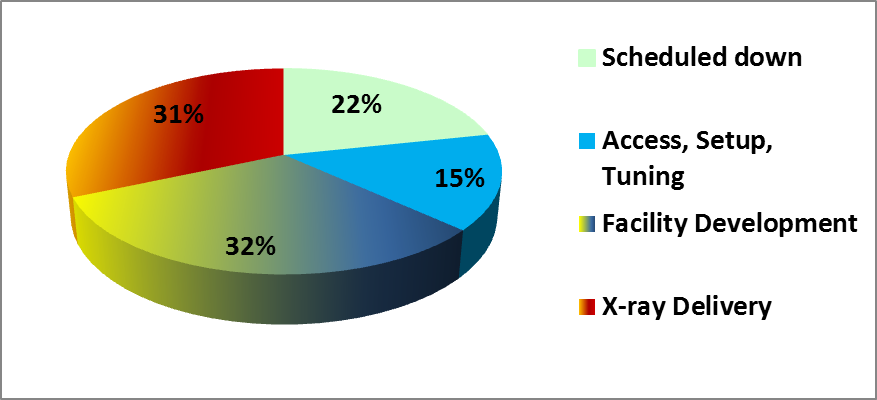 31%
22%
15%
32%
Scheduled down
Access, Setup,
Tuning
Facility Development
X-ray Delivery